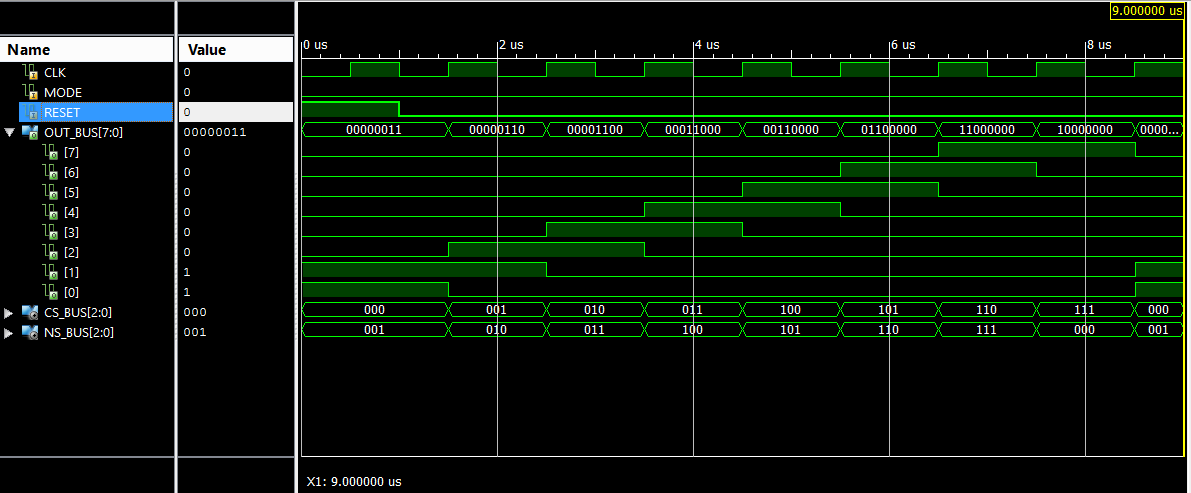 9.000000 us
Name Value 0 us 2 us 4 us 6 us 8 us
CLK 0
MODE 0
RESET 0
OUT_BUS[7:0] 00000011 00000011 00000110 00001100 00011000 00110000 01100000 11000000 10000000 0000...
[7] 0
[6] 0
[5] 0
[4] 0
[3] 0
[2] 0
[1] 1
[0] 1
CS_BUS[2:0] 000 000 001 010 011 100 101 110 111 000
NS_BUS[2:0] 001 001 010 011 100 101 110 111 000 001
X1: 9.000000 us